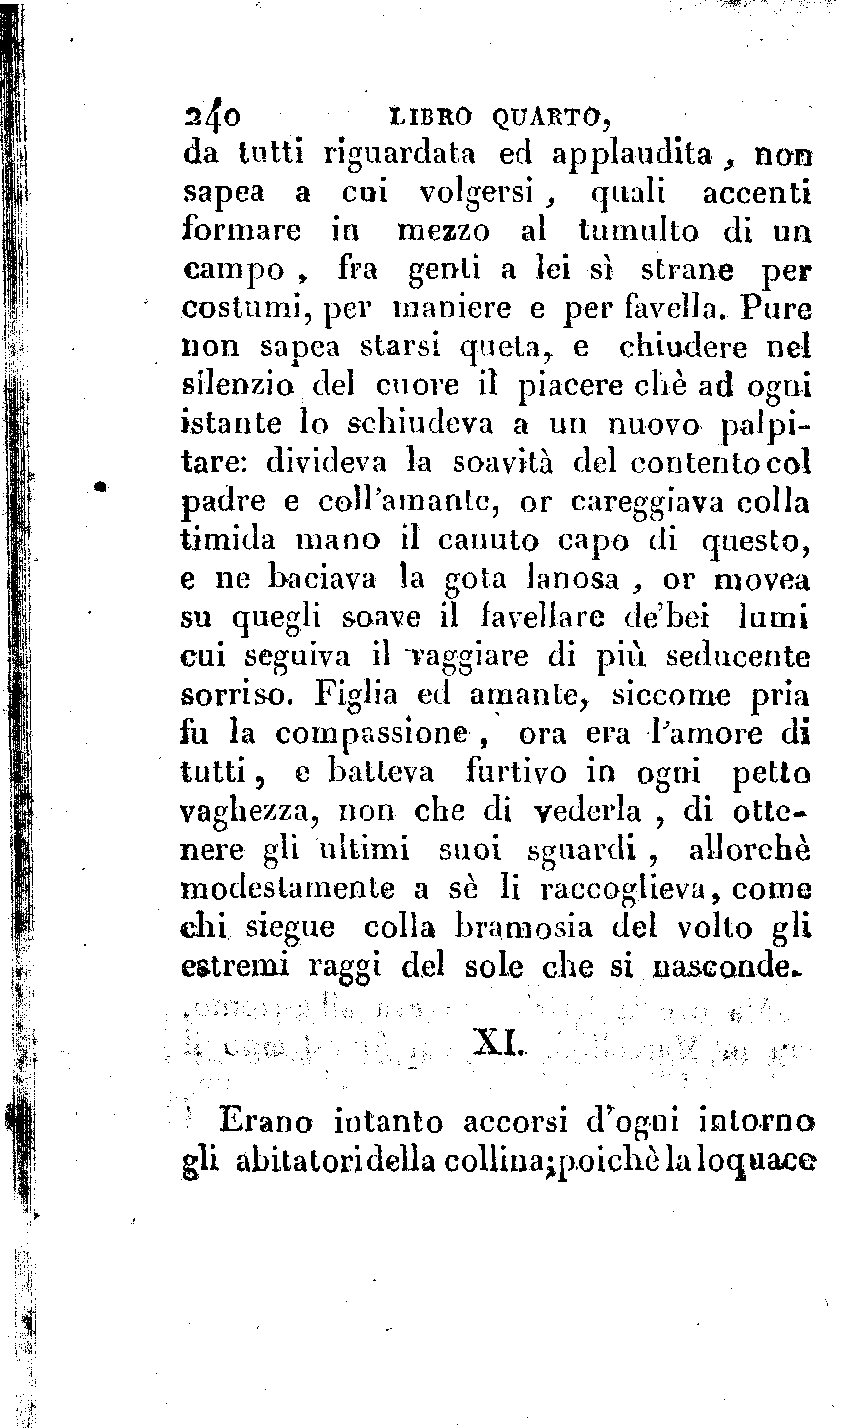 240 LIBRO QUARTO,
da tutti riguardata ed applaudita, non
sapea a cui volgersi, quali accenti
formare in mezzo al tumulto di un
campo, fra genti a lei sì strane per
costumi, per maniere e per favella. Pure
non sapea starsi queta, e chiudere nel
silenzio del cuore il piacere chè ad ogni
istante lo schiudeva a un nuovo palpi-
tare: divideva la soavità del contento col
padre e coll'amante, or careggiava colla
timida mano il canuto capo di questo,
e ne baciava la gota lanosa, or movea
su quegli soave il favellare de'bei lumi
cui seguiva il raggiare di più seducente
sorriso. Figlia ed amante, siccome pria
fu la compassione, ora era l'amore di
tutti, e batteva furtivo in ogni petto
vaghezza, non che di vederla, di otte-
nere gli ultimi suoi sguardi, allorchè
modestamente a sè li raccoglieva, come
chi siegue colla bramosia del volto gli
estremi raggi del sole che si nasconde.
XI.
Erano intanto accorsi d'ogni intorno
gli abitatori della collina; poichè la loquace